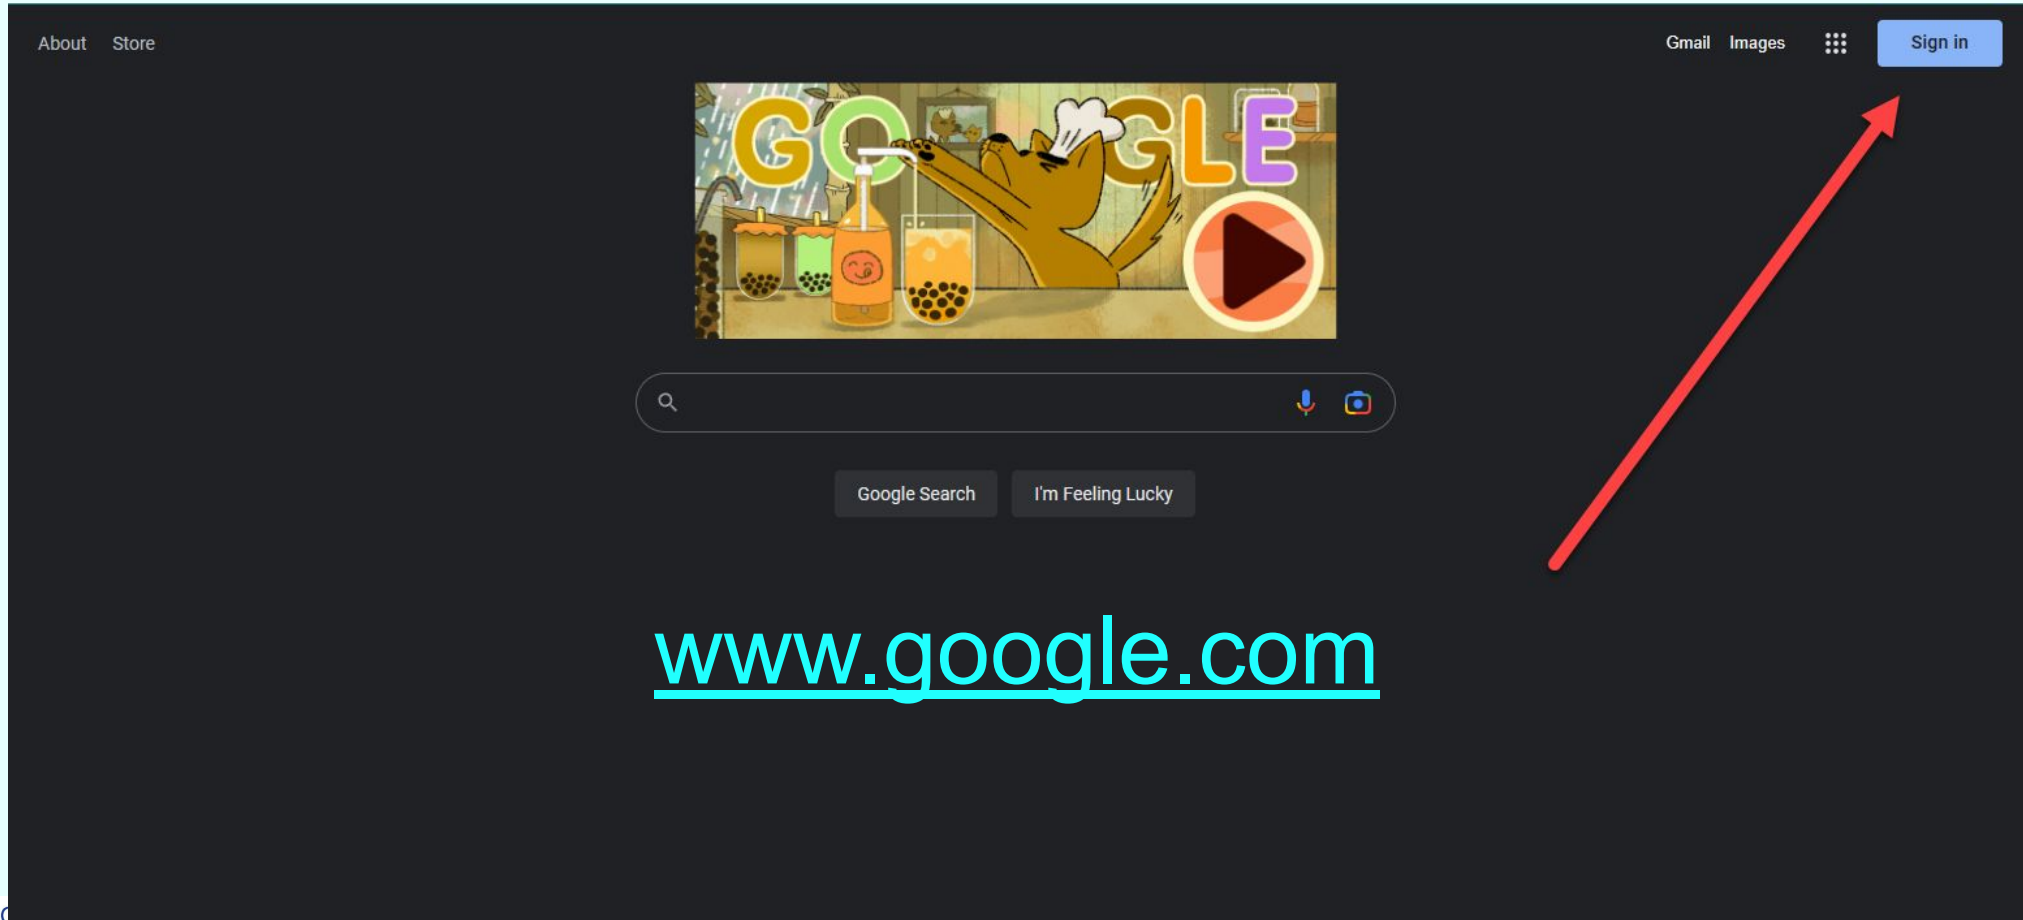 About Store
Gmail Images
Sign in
GOOGLE
Google Search
I'm Feeling Lucky
www.google.com